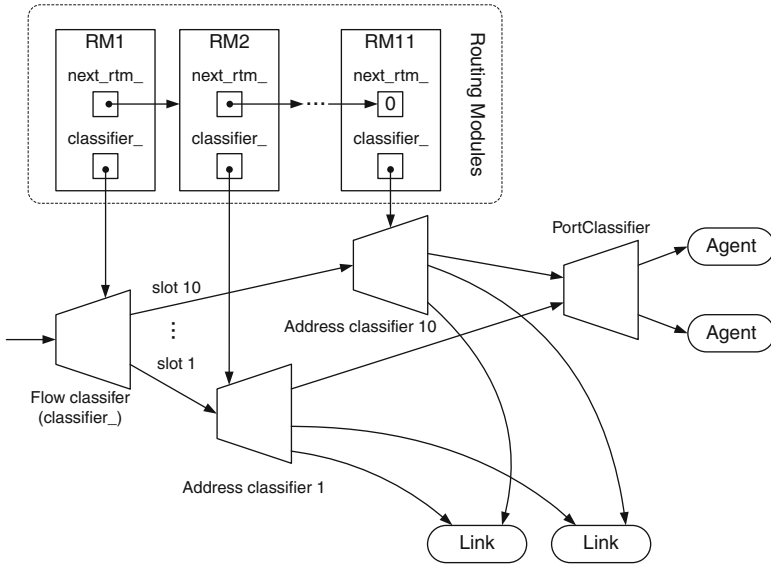 RM1
RM2
RM11
next_rtm_
next_rtm_
next_rtm_
...
0
classifier_
classifier_
classifier_
Routing Modules
PortClassifier
Agent
Agent
slot 10
...
slot 1
Address classifier 10
Flow classifer
(classifier_)
Address classifier 1
Link
Link